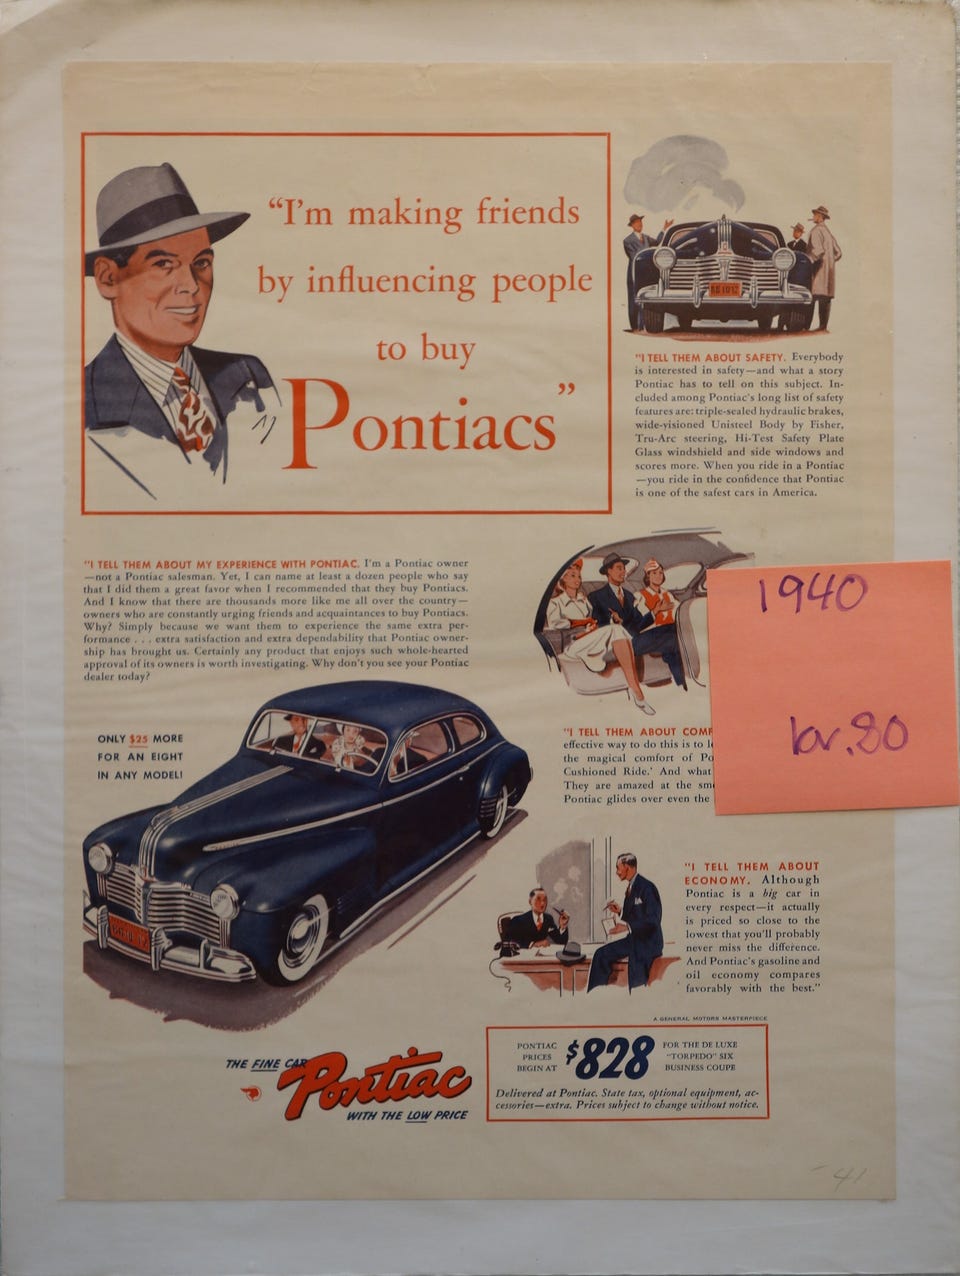 "I'm making friends
by influencing people
to buy
Pontiacs"
"I TELL THEM ABOUT SAFETY. Everybody
is interested in safety—and what a story
Pontiac has to tell on this subject. In-
cluded among Pontiac's long list of safety
features are: triple-sealed hydraulic brakes,
wide-visioned Unisteel Body by Fisher,
Tru-Arc steering, Hi-Test Safety Plate
Glass windshield and side windows and
scores more. When you ride in a Pontiac
—you ride in the confidence that Pontiac
is one of the safest cars in America.
"I TELL THEM ABOUT MY EXPERIENCE WITH PONTIAC. I'm a Pontiac owner
—not a Pontiac salesman. Yet, I can name at least a dozen people who say
that I did them a great favor when I recommended that they buy Pontiacs.
And I know that there are thousands more like me all over the country—
owners who are constantly urging friends and acquaintances to buy Pontiacs.
Why? Simply because we want them to experience the same extra per-
formance . . . extra satisfaction and extra dependability that Pontiac owner-
ship has brought us. Certainly any product that enjoys such whole-hearted
approval of its owners is worth investigating. Why don't you see your Pontiac
dealer today?
1940
kr.80
ONLY $25 MORE
FOR AN EIGHT
IN ANY MODEL!
"I TELL THEM ABOUT COMF
effective way to do this is to l
the magical comfort of Po
Cushioned Ride.' And what
They are amazed at the sm
Pontiac glides over even the
"I TELL THEM ABOUT
ECONOMY. Although
Pontiac is a big car in
every respect—it actually
is priced so close to the
lowest that you'll probably
never miss the difference.
And Pontiac's gasoline and
oil economy compares
favorably with the best."
A GENERAL MOTORS MASTERPIECE
PONTIAC
PRICES
BEGIN AT
$828
FOR THE DE LUXE
"TORPEDO" SIX
BUSINESS COUPE
Delivered at Pontiac. State tax, optional equipment, ac-
cessories—extra. Prices subject to change without notice.
THE FINE CAR
Pontiac
WITH THE LOW PRICE
-41